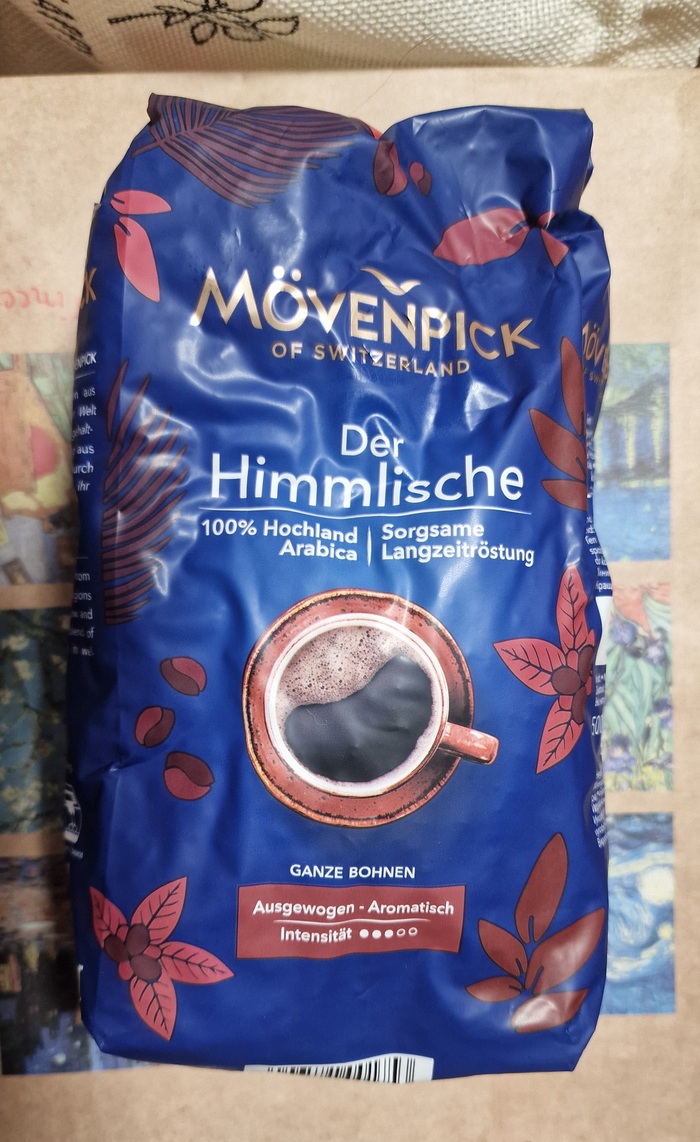 MÖVENPICK
OF SWITZERLAND
Der
Himmlische
100% Hochland
Arabica
Sorgsame
Langzeitröstung
GANZE BOHNEN
Ausgewogen - Aromatisch
Intensität